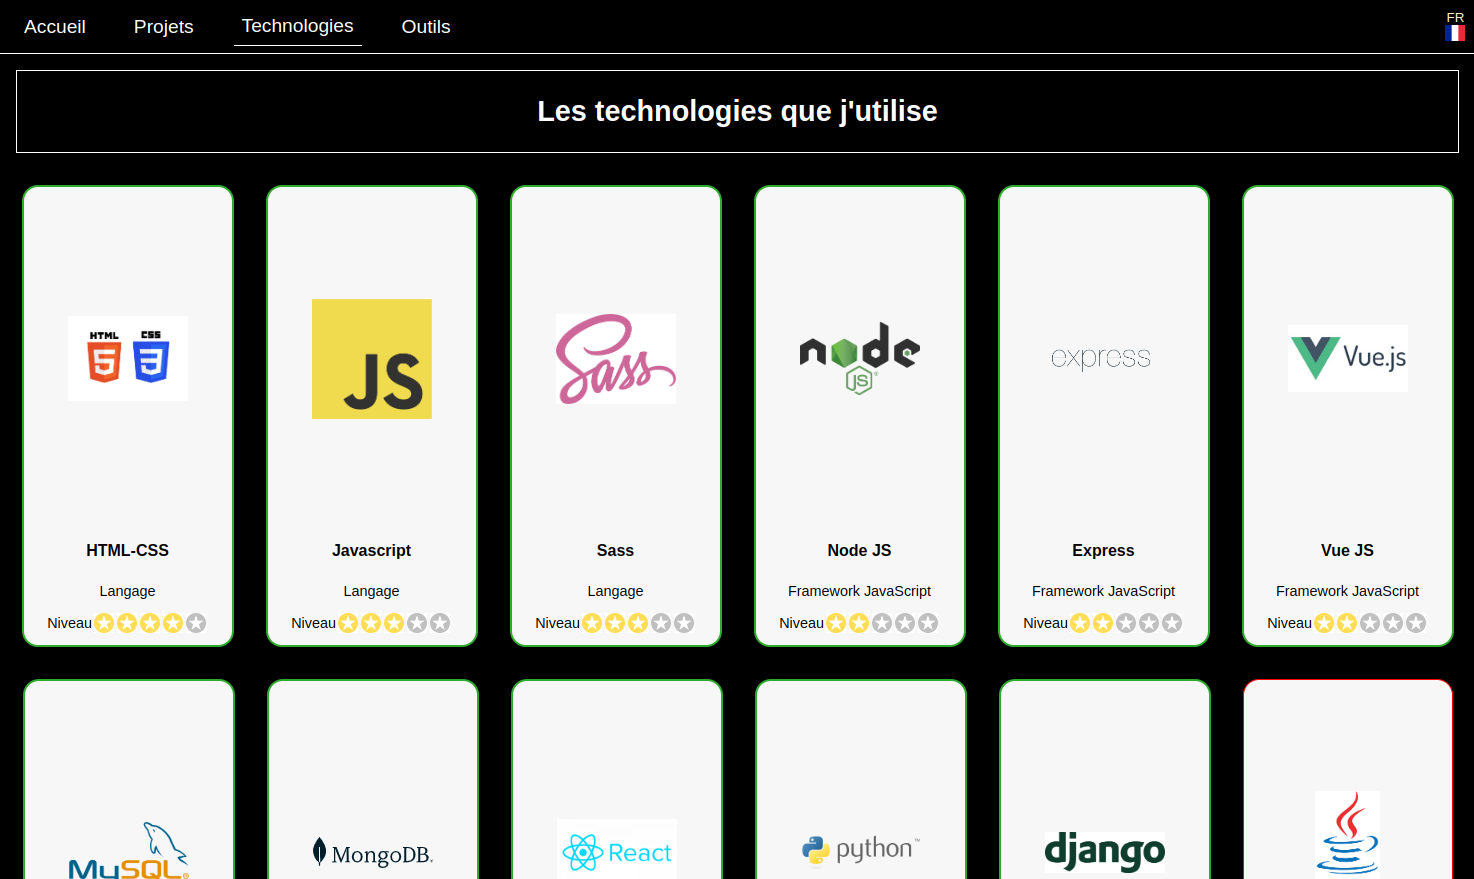 Accueil Projets Technologies Outils FR
Les technologies que j'utilise
HTML CSS
5 3
JS
Sass
node
JS
express
Vue.js
HTML-CSS Javascript Sass Node JS Express Vue JS
Langage Langage Langage Framework JavaScript Framework JavaScript Framework JavaScript
Niveau Niveau Niveau Niveau Niveau Niveau
MySQL®
MongoDB.
React
python™
django